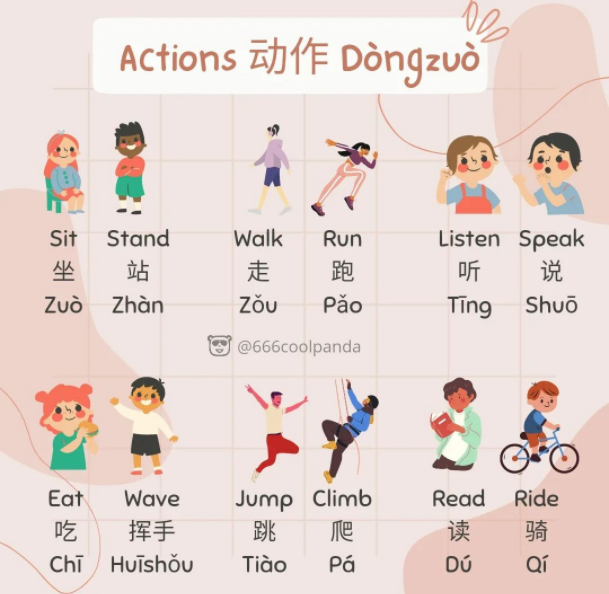 Actions 动作 Dòngzuò
Sit Stand Walk Run Listen Speak
坐 站 走 跑 听 说
Zuò Zhàn Zǒu Pǎo Tīng Shuō
@666coolpanda
Eat Wave Jump Climb Read Ride
吃 挥手 跳 爬 读 骑
Chī Huīshǒu Tiào Pá Dú Qí